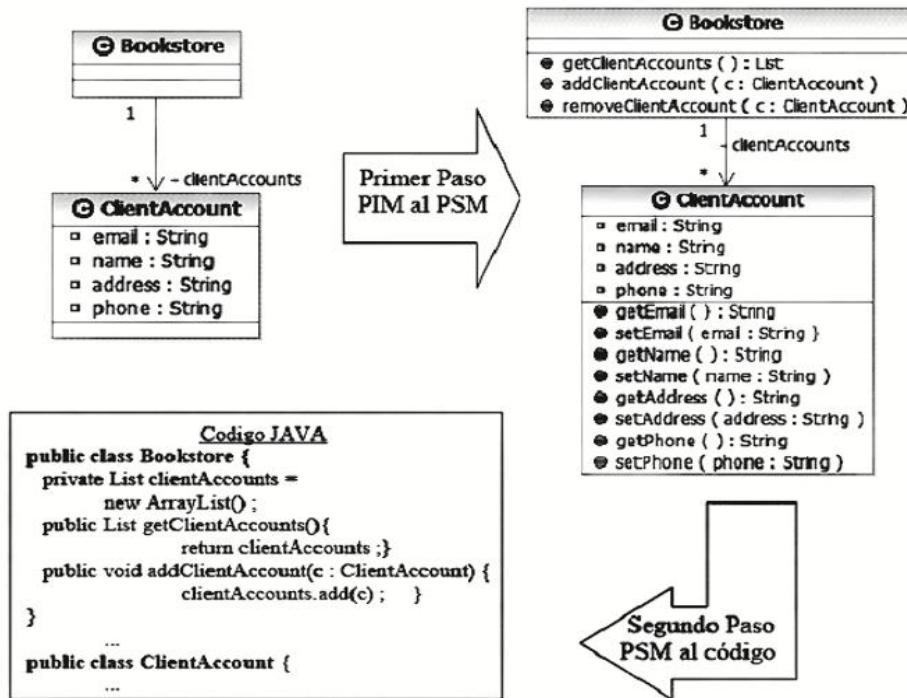 C Bookstore
1
* - clientAccounts
C ClientAccount
email : String
name : String
address : String
phone : String
Primer Paso
PIM al PSM
C Bookstore
getClientAccounts ( ) : List
addClientAccount ( c : ClientAccount )
removeClientAccount ( c : ClientAccount )
1
- clientAccounts
*
C ClientAccount
email : String
name : String
address : String
phone : String
getEmail ( ) : String
setEmail ( email : String )
getName ( ) : String
setName ( name : String )
getAddress ( ) : String
setAddress ( address : String )
getPhone ( ) : String
setPhone ( phone : String )
Segundo Paso
PSM al código
Codigo JAVA
public class Bookstore {
private List clientAccounts =
new ArrayList() ;
public List getClientAccounts(){
return clientAccounts ;}
public void addClientAccount(c : ClientAccount) {
clientAccounts.add(c) ; }
}
...
public class ClientAccount {
...